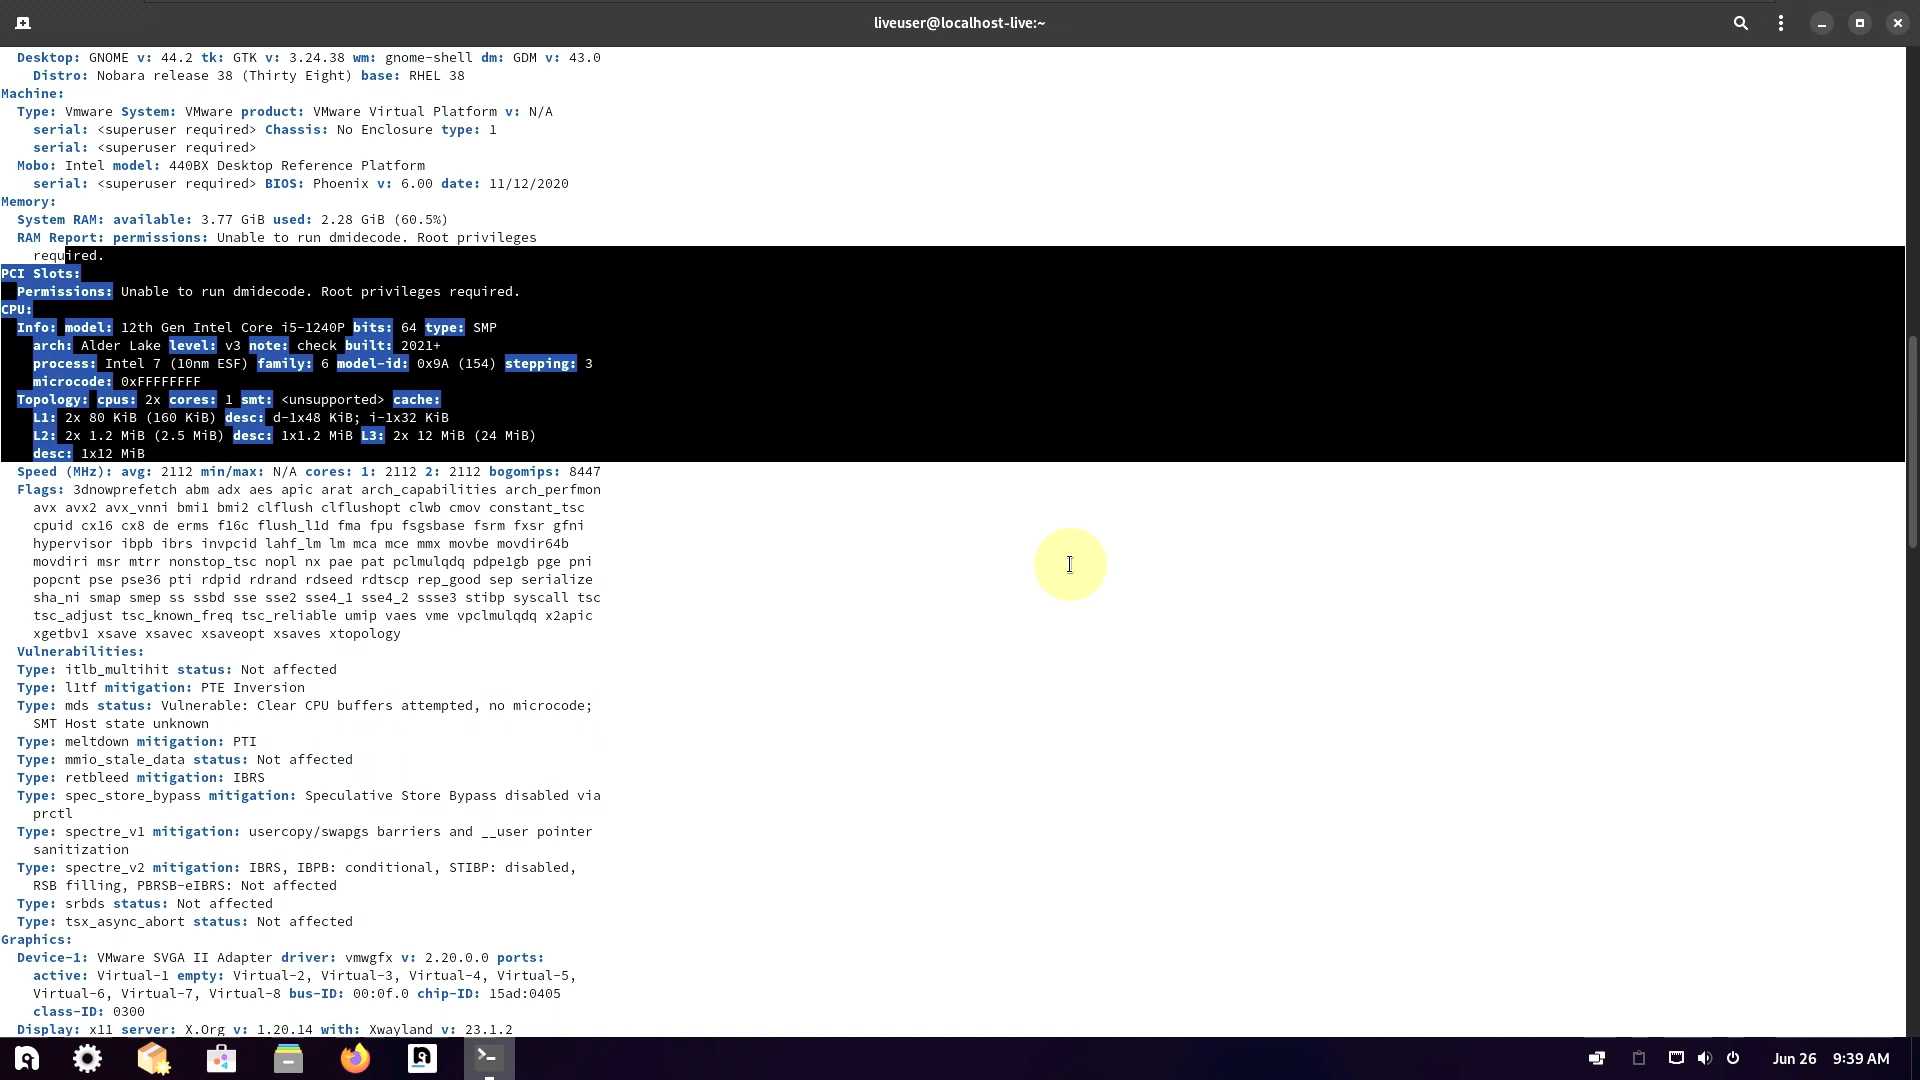 liveuser@localhost-live:~
Desktop: GNOME v: 44.2 tk: GTK v: 3.24.38 wm: gnome-shell dm: GDM v: 43.0
Distro: Nobara release 38 (Thirty Eight) base: RHEL 38
Machine:
Type: Vmware System: VMware product: VMware Virtual Platform v: N/A
serial: <superuser required> Chassis: No Enclosure type: 1
serial: <superuser required>
Mobo: Intel model: 440BX Desktop Reference Platform
serial: <superuser required> BIOS: Phoenix v: 6.00 date: 11/12/2020
Memory:
System RAM: available: 3.77 GiB used: 2.28 GiB (60.5%)
RAM Report: permissions: Unable to run dmidecode. Root privileges
required.
PCI Slots:
Permissions: Unable to run dmidecode. Root privileges required.
CPU:
Info: model: 12th Gen Intel Core i5-1240P bits: 64 type: SMP
arch: Alder Lake level: v3 note: check built: 2021+
process: Intel 7 (10nm ESF) family: 6 model-id: 0x9A (154) stepping: 3
microcode: 0xFFFFFFFF
Topology: cpus: 2x cores: 1 smt: <unsupported> cache:
L1: 2x 80 KiB (160 KiB) desc: d-1x48 KiB; i-1x32 KiB
L2: 2x 1.2 MiB (2.5 MiB) desc: 1x1.2 MiB L3: 2x 12 MiB (24 MiB)
desc: 1x12 MiB
Speed (MHz): avg: 2112 min/max: N/A cores: 1: 2112 2: 2112 bogomips: 8447
Flags: 3dnowprefetch abm adx aes apic arat arch_capabilities arch_perfmon
avx avx2 avx_vnni bmi1 bmi2 clflush clflushopt clwb cmov constant_tsc
cpuid cx16 cx8 de erms f16c flush_l1d fma fpu fsgsbase fsrm fxsr gfni
hypervisor ibpb ibrs invpcid lahf_lm lm mca mce mmx movbe movdir64b
movdiri msr mtrr nonstop_tsc nopl nx pae pat pclmulqdq pdpe1gb pge pni
popcnt pse pse36 pti rdpid rdrand rdseed rdtscp rep_good sep serialize
sha_ni smap smep ss ssbd sse sse2 sse4_1 sse4_2 ssse3 stibp syscall tsc
tsc_adjust tsc_known_freq tsc_reliable umip vaes vme vpclmulqdq x2apic
xgetbv1 xsave xsavec xsaveopt xsaves xtopology
Vulnerabilities:
Type: itlb_multihit status: Not affected
Type: l1tf mitigation: PTE Inversion
Type: mds status: Vulnerable: Clear CPU buffers attempted, no microcode;
SMT Host state unknown
Type: meltdown mitigation: PTI
Type: mmio_stale_data status: Not affected
Type: retbleed mitigation: IBRS
Type: spec_store_bypass mitigation: Speculative Store Bypass disabled via
prctl
Type: spectre_v1 mitigation: usercopy/swapgs barriers and __user pointer
sanitization
Type: spectre_v2 mitigation: IBRS, IBPB: conditional, STIBP: disabled,
RSB filling, PBRSB-eIBRS: Not affected
Type: srbds status: Not affected
Type: tsx_async_abort status: Not affected
Graphics:
Device-1: VMware SVGA II Adapter driver: vmwgfx v: 2.20.0.0 ports:
active: Virtual-1 empty: Virtual-2, Virtual-3, Virtual-4, Virtual-5,
Virtual-6, Virtual-7, Virtual-8 bus-ID: 00:0f.0 chip-ID: 15ad:0405
class-ID: 0300
Display: x11 server: X.Org v: 1.20.14 with: Xwayland v: 23.1.2
Jun 26 9:39 AM